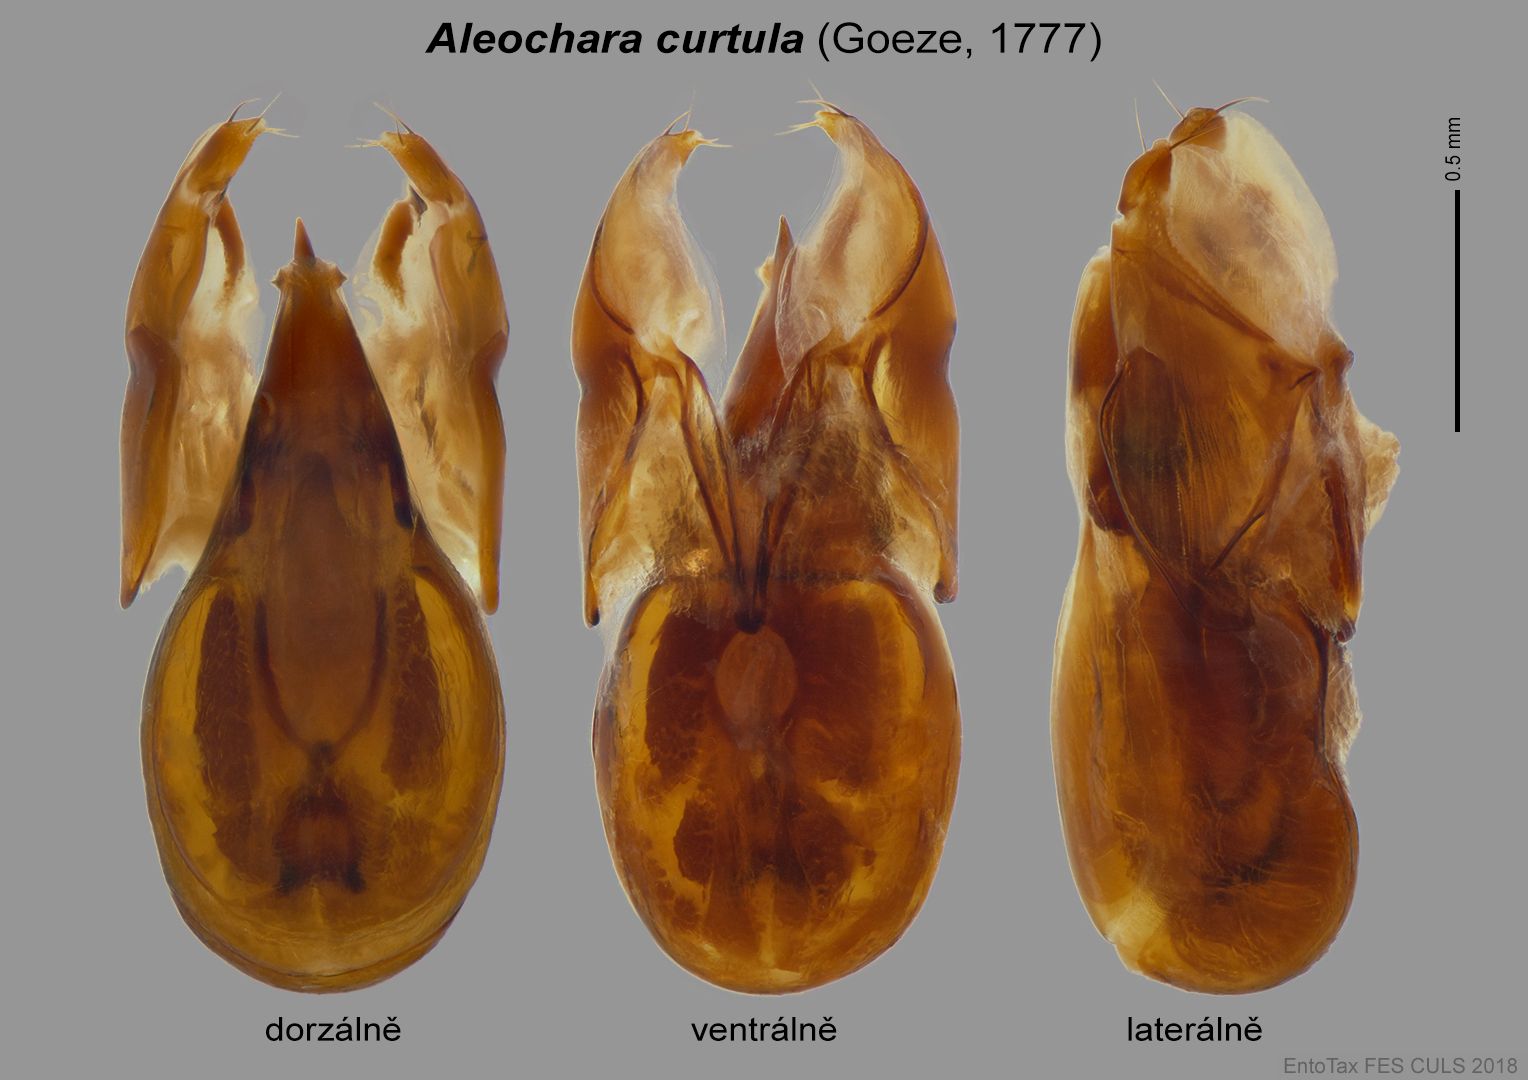 Aleochara curtula (Goeze, 1777)
0.5 mm
dorzálně
ventrálně
laterálně
EntoTax FES CULS 2018